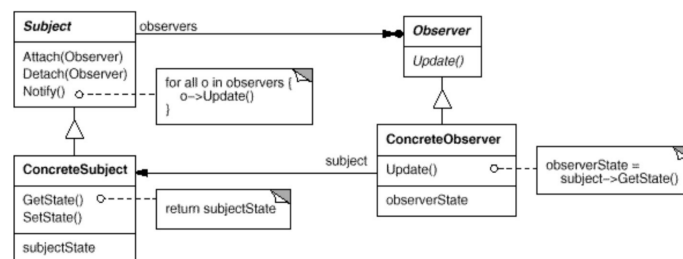 Subject
Attach(Observer)
Detach(Observer)
Notify()
observers
Observer
Update()
for all o in observers {
o->Update()
}
ConcreteSubject
GetState()
SetState()
subjectState
return subjectState
subject
ConcreteObserver
Update()
observerState
observerState =
subject->GetState()